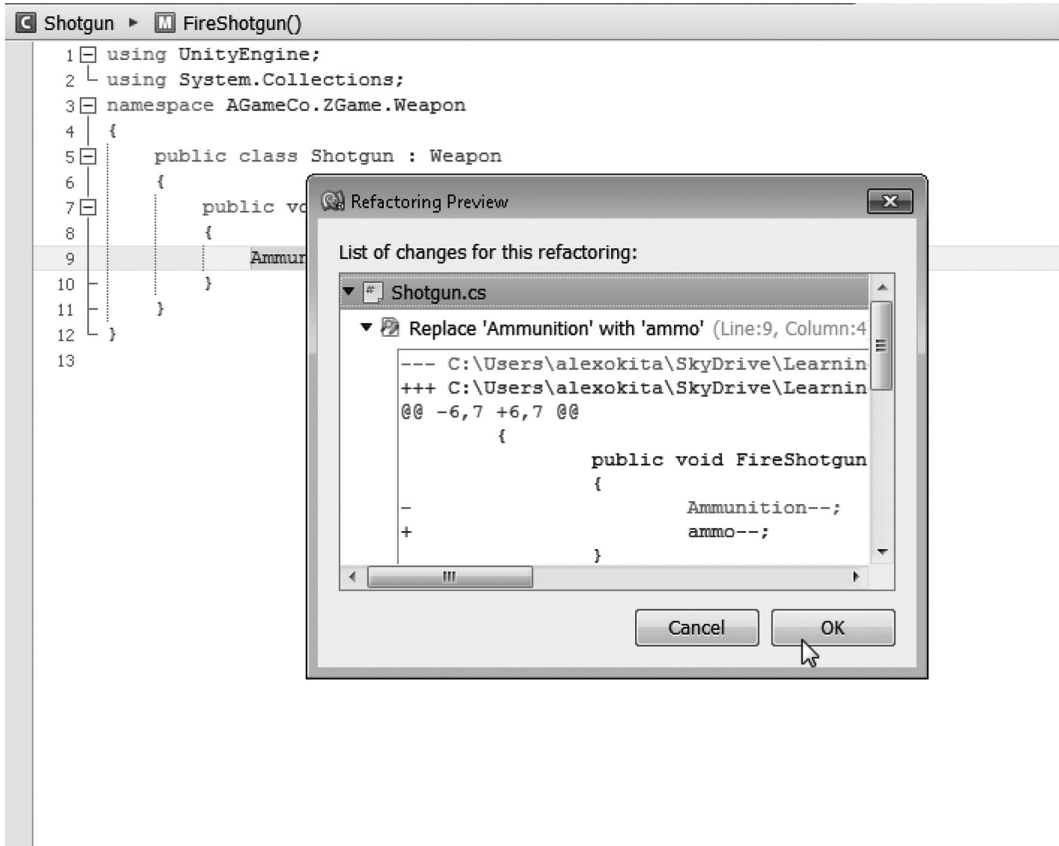 Shotgun ▶ FireShotgun()
1 using UnityEngine;
2 using System.Collections;
3 namespace AGameCo.ZGame.Weapon
4 {
5 public class Shotgun : Weapon
6 {
7 public
8 {
9
10 }
11 }
12 }
13
Refactoring Preview
List of changes for this refactoring:
Shotgun.cs
Replace 'Ammunition' with 'ammo' (Line:9, Column:4
--- C:\Users\alexokita\SkyDrive\Learnin
+++ C:\Users\alexokita\SkyDrive\Learnin
@@ -6,7 +6,7 @@
{
public void FireShotgun
{
- Ammunition--;
+ ammo--;
}
Cancel OK